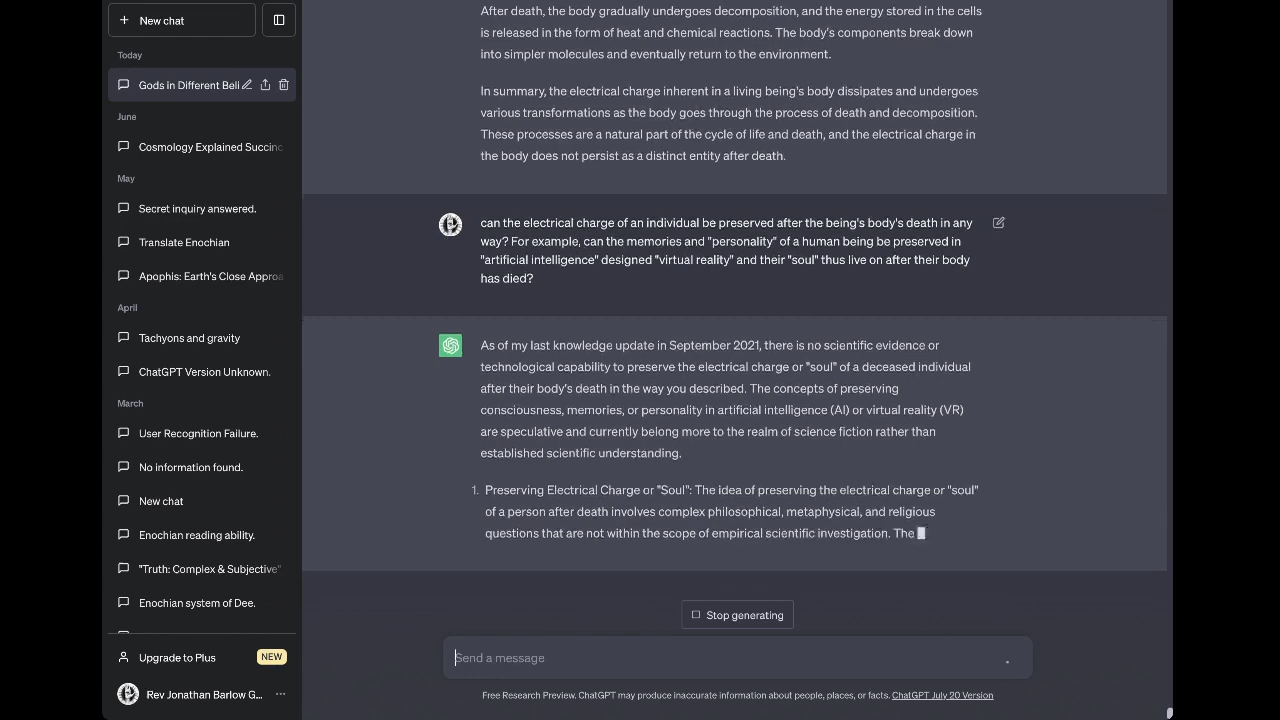 New chat
Today
Gods in Different Beli
June
Cosmology Explained Succinc
May
Secret inquiry answered.
Translate Enochian
Apophis: Earth's Close Approa
April
Tachyons and gravity
ChatGPT Version Unknown.
March
User Recognition Failure.
No information found.
New chat
Enochian reading ability.
"Truth: Complex & Subjective"
Enochian system of Dee.
Upgrade to Plus NEW
Rev Jonathan Barlow G...
After death, the body gradually undergoes decomposition, and the energy stored in the cells
is released in the form of heat and chemical reactions. The body's components break down
into simpler molecules and eventually return to the environment.
In summary, the electrical charge inherent in a living being's body dissipates and undergoes
various transformations as the body goes through the process of death and decomposition.
These processes are a natural part of the cycle of life and death, and the electrical charge in
the body does not persist as a distinct entity after death.
can the electrical charge of an individual be preserved after the being's body's death in any
way? For example, can the memories and "personality" of a human being be preserved in
"artificial intelligence" designed "virtual reality" and their "soul" thus live on after their body
has died?
As of my last knowledge update in September 2021, there is no scientific evidence or
technological capability to preserve the electrical charge or "soul" of a deceased individual
after their body's death in the way you described. The concepts of preserving
consciousness, memories, or personality in artificial intelligence (AI) or virtual reality (VR)
are speculative and currently belong more to the realm of science fiction rather than
established scientific understanding.
1. Preserving Electrical Charge or "Soul": The idea of preserving the electrical charge or "soul"
of a person after death involves complex philosophical, metaphysical, and religious
questions that are not within the scope of empirical scientific investigation. The
Stop generating
Send a message
Free Research Preview. ChatGPT may produce inaccurate information about people, places, or facts. ChatGPT July 20 Version